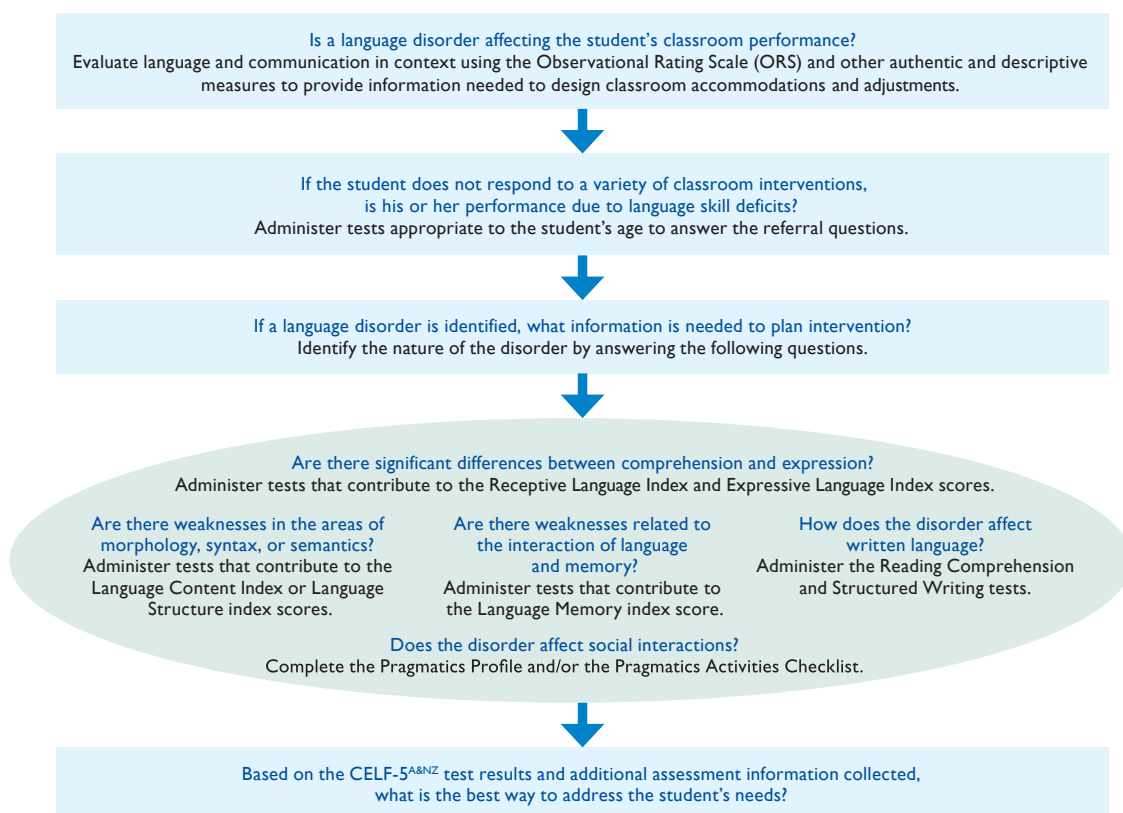 Is a language disorder affecting the student’s classroom performance?
Evaluate language and communication in context using the Observational Rating Scale (ORS) and other authentic and descriptive
measures to provide information needed to design classroom accommodations and adjustments.
If the student does not respond to a variety of classroom interventions,
is his or her performance due to language skill deficits?
Administer tests appropriate to the student’s age to answer the referral questions.
If a language disorder is identified, what information is needed to plan intervention?
Identify the nature of the disorder by answering the following questions.
Are there significant differences between comprehension and expression?
Administer tests that contribute to the Receptive Language Index and Expressive Language Index scores.
Are there weaknesses in the areas of
morphology, syntax, or semantics?
Administer tests that contribute to the
Language Content Index or Language
Structure index scores.
Are there weaknesses related to
the interaction of language
and memory?
Administer tests that contribute to
the Language Memory index score.
How does the disorder affect
written language?
Administer the Reading Comprehension
and Structured Writing tests.
Does the disorder affect social interactions?
Complete the Pragmatics Profile and/or the Pragmatics Activities Checklist.
Based on the CELF-5A&NZ test results and additional assessment information collected,
what is the best way to address the student’s needs?